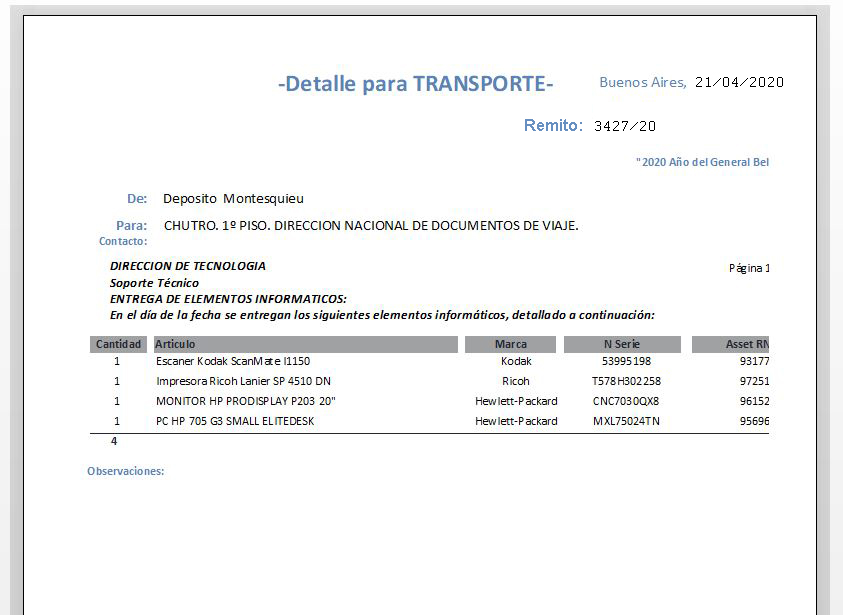 -Detalle para TRANSPORTE- Buenos Aires, 21/04/2020
Remito: 3427/20
"2020 Año del General Bel
De: Deposito Montesquieu
Para: CHUTRO. 1º PISO. DIRECCION NACIONAL DE DOCUMENTOS DE VIAJE.
Contacto:
DIRECCION DE TECNOLOGIA Página 1
Soporte Técnico
ENTREGA DE ELEMENTOS INFORMATICOS:
En el día de la fecha se entregan los siguientes elementos informáticos, detallado a continuación:
Cantidad Articulo Marca N Serie Asset RN
1 Escaner Kodak ScanMate I1150 Kodak 53995198 93177
1 Impresora Ricoh Lanier SP 4510 DN Ricoh T578H302258 97251
1 MONITOR HP PRODISPLAY P203 20" Hewlett-Packard CNC7030QX8 96152
1 PC HP 705 G3 SMALL ELITEDESK Hewlett-Packard MXL75024TN 95696
4
Observaciones: